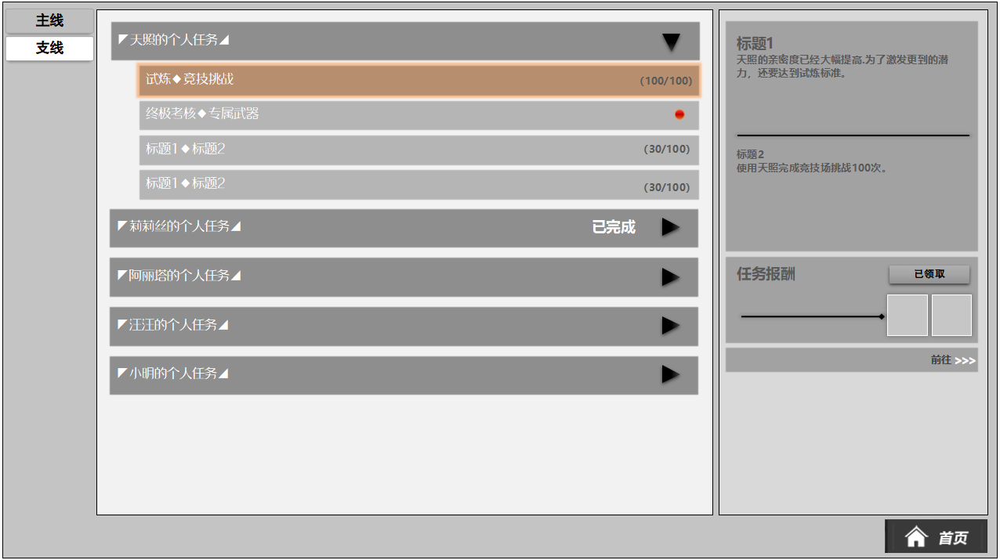 主线
支线
◤天照的个人任务◢
试炼◆竞技挑战
(100/100)
终极考核◆专属武器
标题1◆标题2
(30/100)
标题1◆标题2
(30/100)
◤莉莉丝的个人任务◢
已完成
◤阿丽塔的个人任务◢
◤汪汪的个人任务◢
◤小明的个人任务◢
标题1
天照的亲密度已经大幅提高.为了激发更到的潜
力，还要达到试炼标准。
标题2
使用天照完成竞技场挑战100次。
任务报酬
已领取
前往 >>>
首页